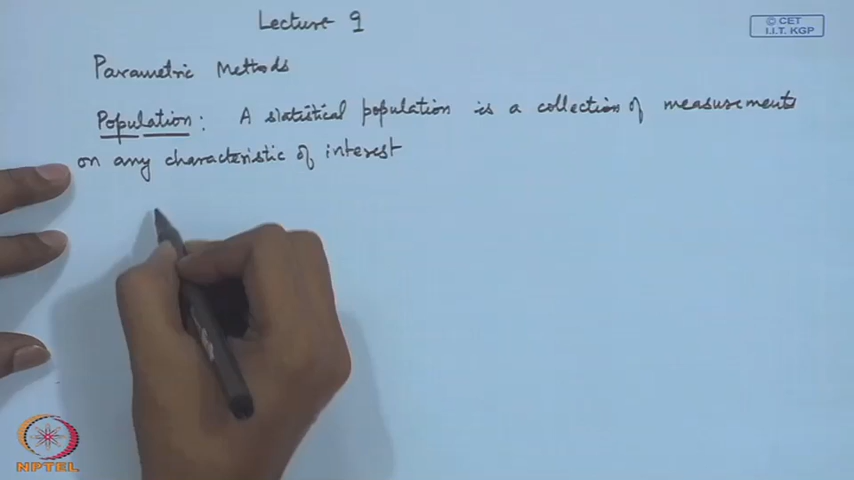 Lecture 9
© CET
I.I.T. KGP
Parametric Methods
Population: A statistical population is a collection of measurements
on any characteristic of interest
NPTEL